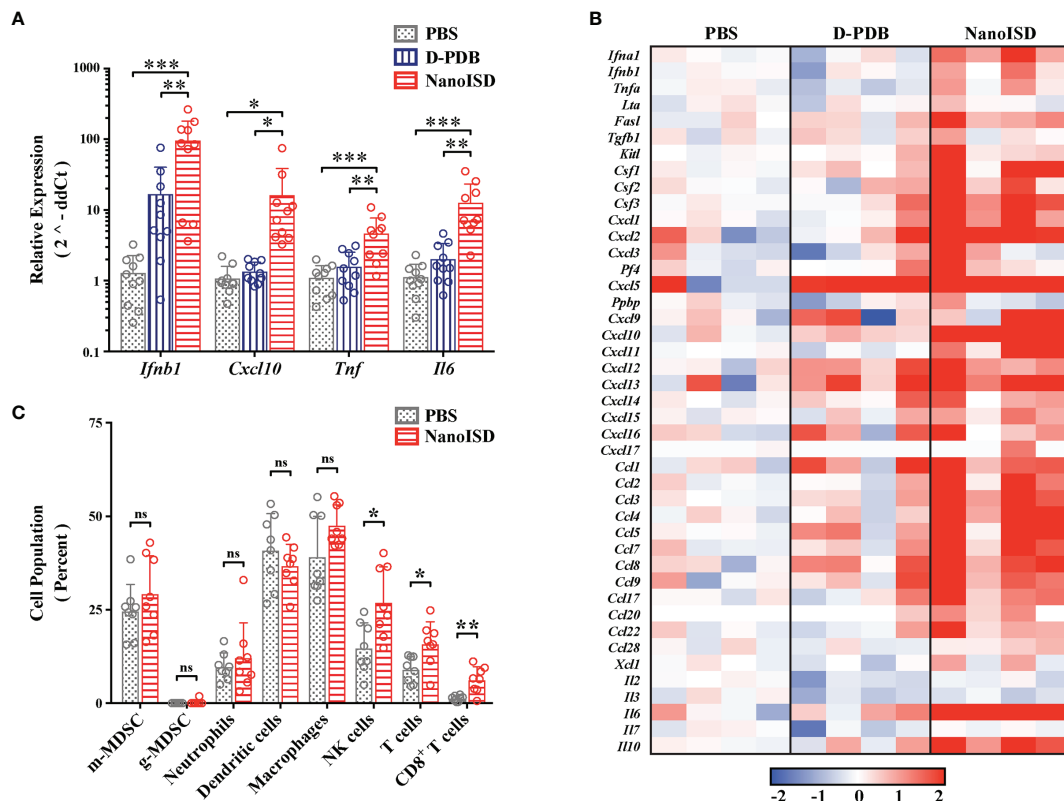 A
PBS
D-PDB
NanoISD
Relative Expression
( 2 ^ - ddCt )
1000
100
10
1
0.1
***
**
*
*
***
**
***
**
Ifnb1
Cxcl10
Tnf
Il6
B
PBS
D-PDB
NanoISD
Ifna1
Ifnb1
Tnfa
Lta
Fasl
Tgfb1
Kitl
Csf1
Csf2
Csf3
Cxcl1
Cxcl2
Cxcl3
Pf4
Cxcl5
Ppbp
Cxcl9
Cxcl10
Cxcl11
Cxcl12
Cxcl13
Cxcl14
Cxcl15
Cxcl16
Cxcl17
Ccl1
Ccl2
Ccl3
Ccl4
Ccl5
Ccl7
Ccl8
Ccl9
Ccl17
Ccl20
Ccl22
Ccl28
Xcl1
Il2
Il3
Il6
Il7
Il10
-2 -1 0 1 2
C
PBS
NanoISD
Cell Population
( Percent )
75
50
25
0
ns
ns
ns
ns
ns
*
*
**
m-MDSC
g-MDSC
Neutrophils
Dendritic cells
Macrophages
NK cells
T cells
CD8+ T cells